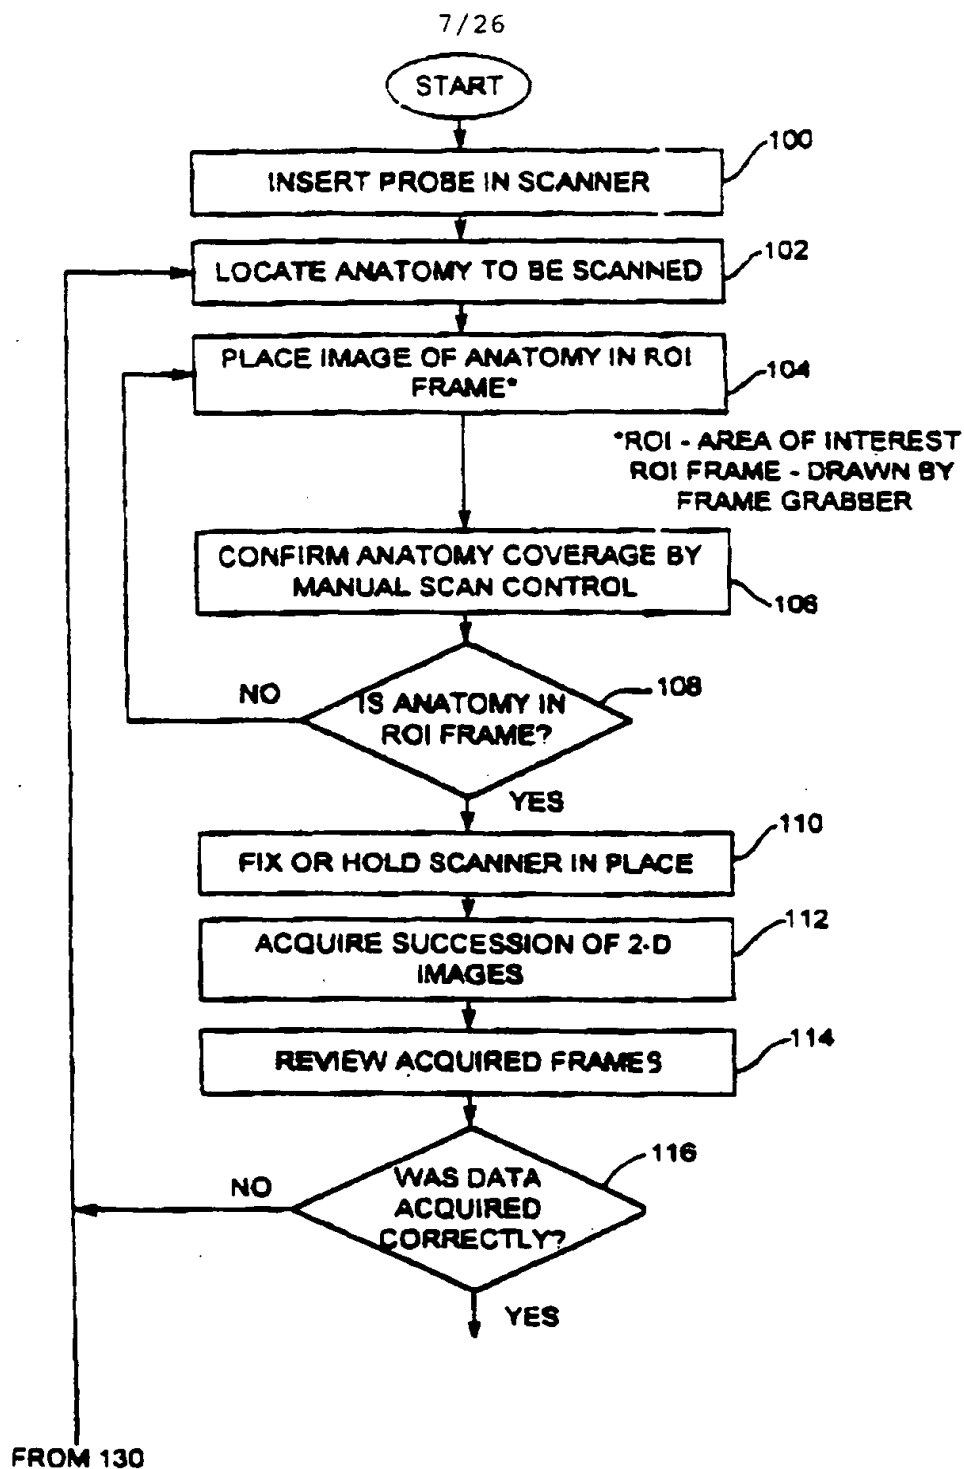 7/26
START
100
INSERT PROBE IN SCANNER
102
LOCATE ANATOMY TO BE SCANNED
PLACE IMAGE OF ANATOMY IN ROI
FRAME*
104
*ROI - AREA OF INTEREST
ROI FRAME - DRAWN BY
FRAME GRABBER
CONFIRM ANATOMY COVERAGE BY
MANUAL SCAN CONTROL
106
108
NO
IS ANATOMY IN
ROI FRAME?
YES
110
FIX OR HOLD SCANNER IN PLACE
112
ACQUIRE SUCCESSION OF 2-D
IMAGES
114
REVIEW ACQUIRED FRAMES
116
NO
WAS DATA
ACQUIRED
CORRECTLY?
YES
FROM 130